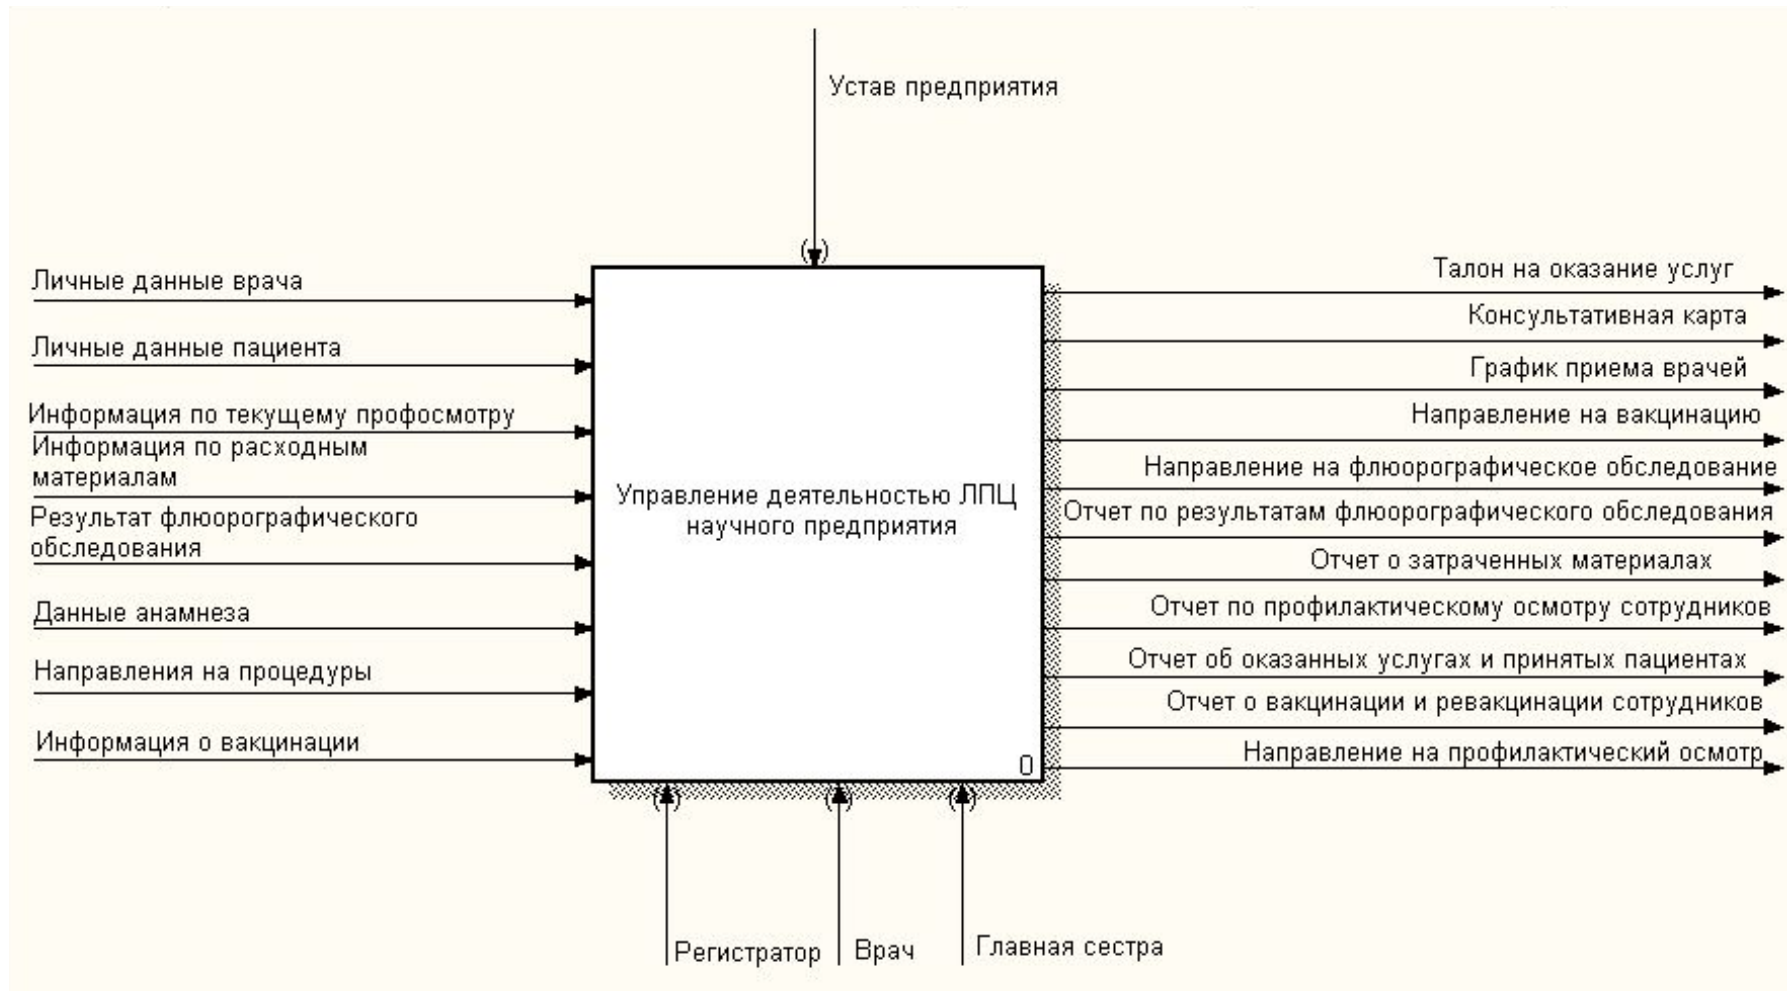 Устав предприятия
Личные данные врача
Личные данные пациента
Информация по текущему профосмотру
Информация по расходным
материалам
Результат флюорографического
обследования
Данные анамнеза
Направления на процедуры
Информация о вакцинации
Управление деятельностью ЛПЦ
научного предприятия
0
Талон на оказание услуг
Консультативная карта
График приема врачей
Направление на вакцинацию
Направление на флюорографическое обследование
Отчет по результатам флюорографического обследования
Отчет о затраченных материалах
Отчет по профилактическому осмотру сотрудников
Отчет об оказанных услугах и принятых пациентах
Отчет о вакцинации и ревакцинации сотрудников
Направление на профилактический осмотр
Регистратор
Врач
Главная сестра